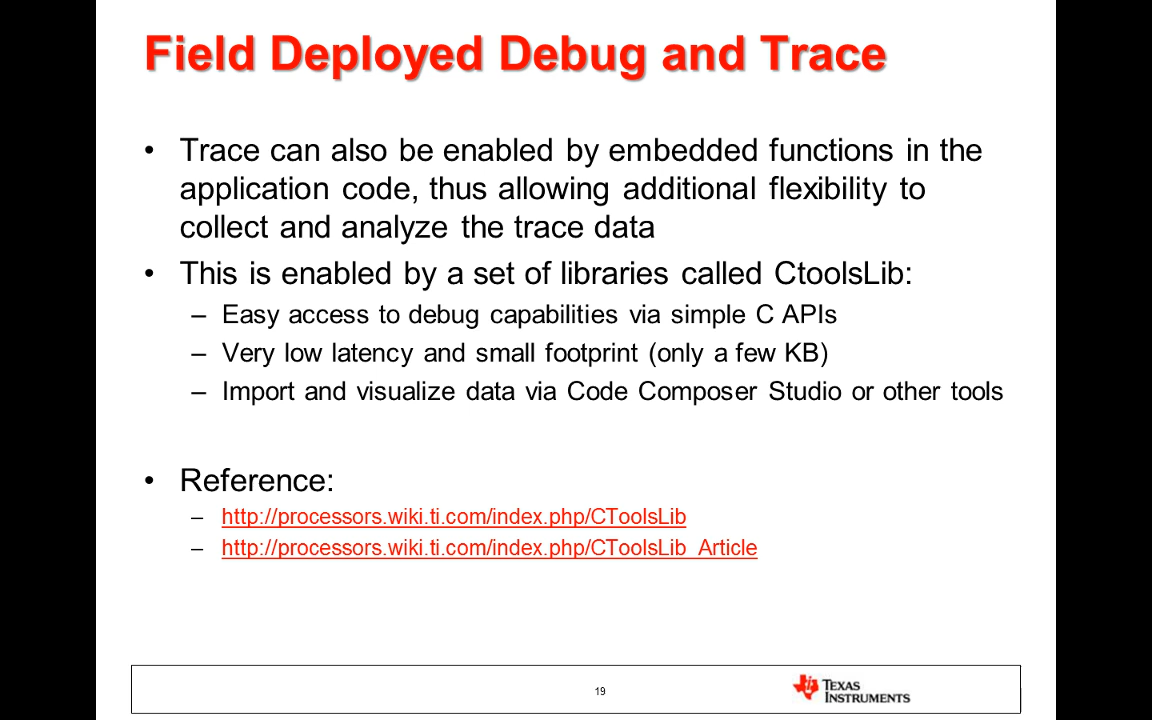 Field Deployed Debug and Trace
• Trace can also be enabled by embedded functions in the
application code, thus allowing additional flexibility to
collect and analyze the trace data
• This is enabled by a set of libraries called CtoolsLib:
– Easy access to debug capabilities via simple C APIs
– Very low latency and small footprint (only a few KB)
– Import and visualize data via Code Composer Studio or other tools
• Reference:
– http://processors.wiki.ti.com/index.php/CToolsLib
– http://processors.wiki.ti.com/index.php/CToolsLib_Article
19
TEXAS
INSTRUMENTS